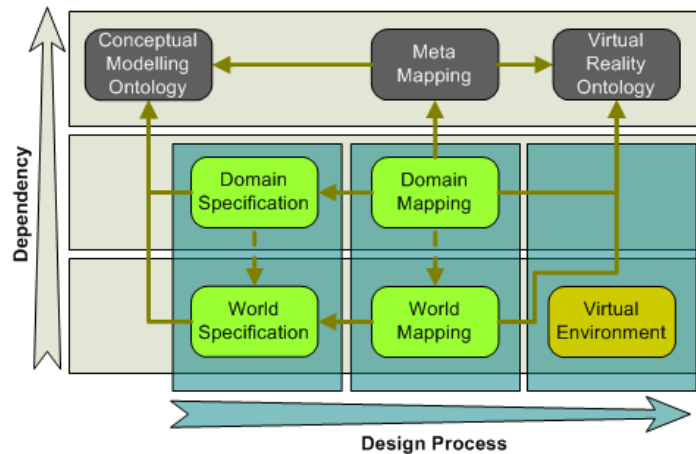 Conceptual
Modelling
Ontology
Meta
Mapping
Virtual
Reality
Ontology
Dependency
Domain
Specification
Domain
Mapping
World
Specification
World
Mapping
Virtual
Environment
Design Process